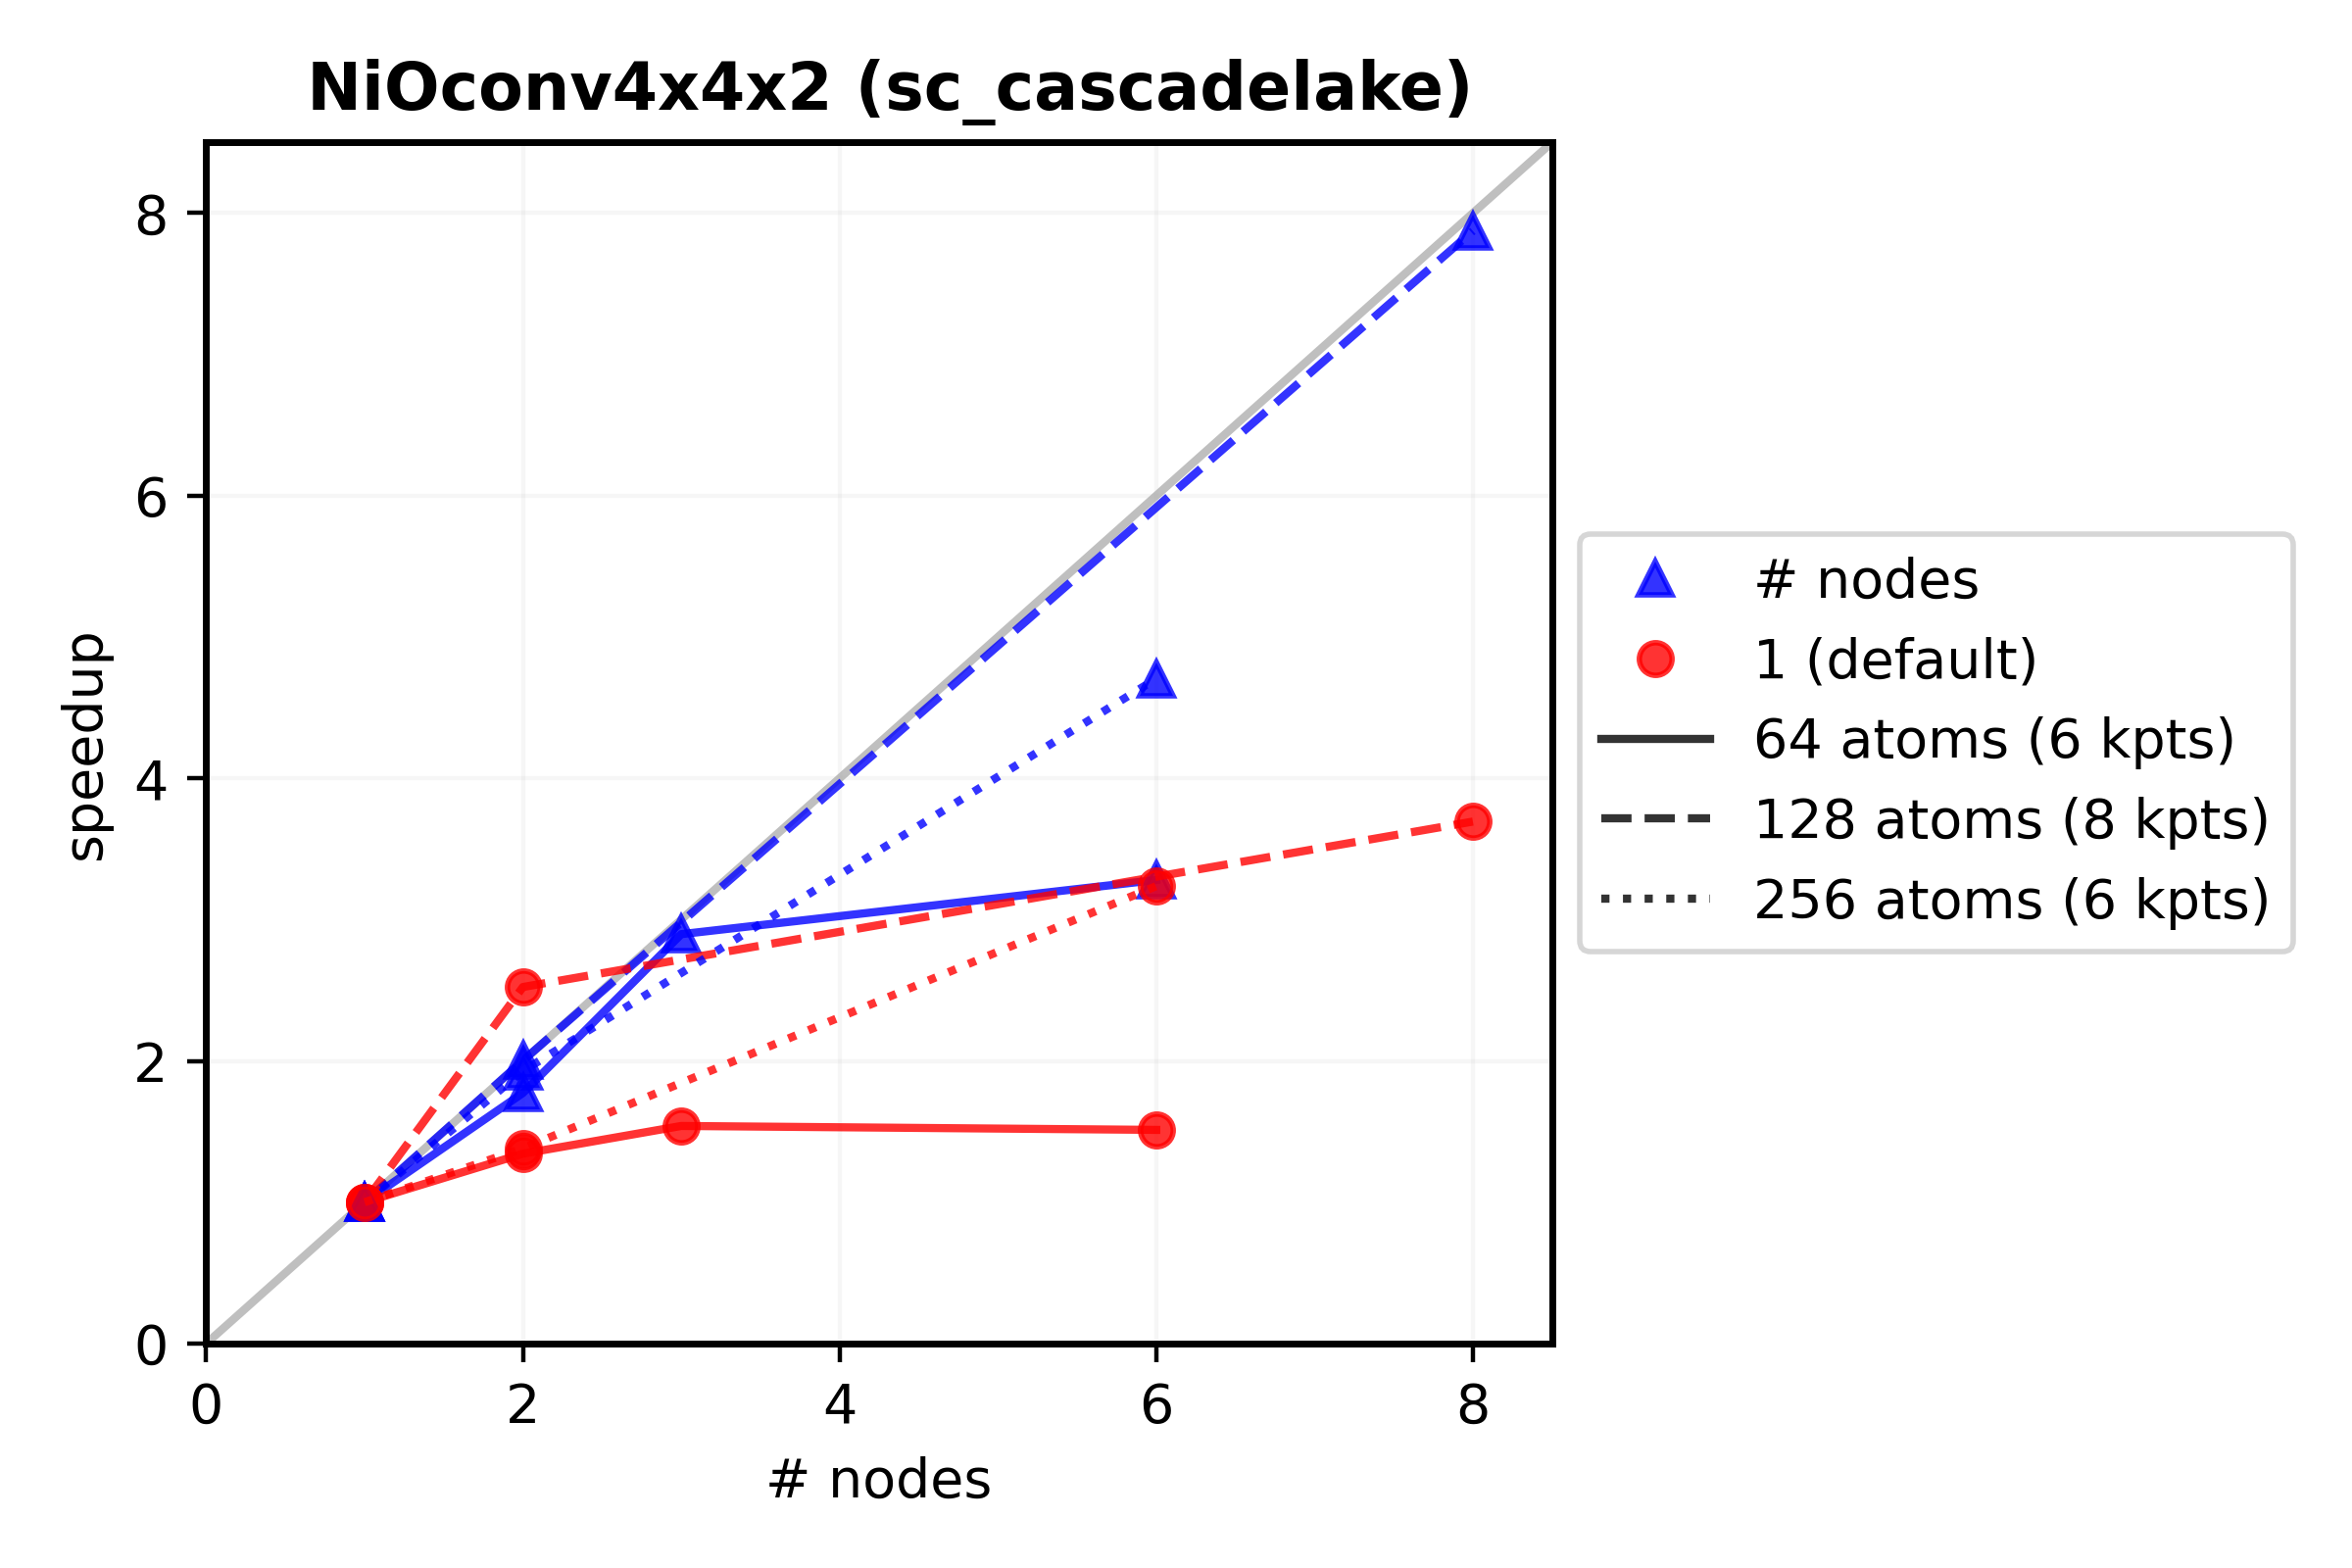 NiOconv4x4x2 (sc_cascadelake)
8
6
4
2
0
speedup
0 2 4 6 8
# nodes
# nodes
1 (default)
64 atoms (6 kpts)
128 atoms (8 kpts)
256 atoms (6 kpts)